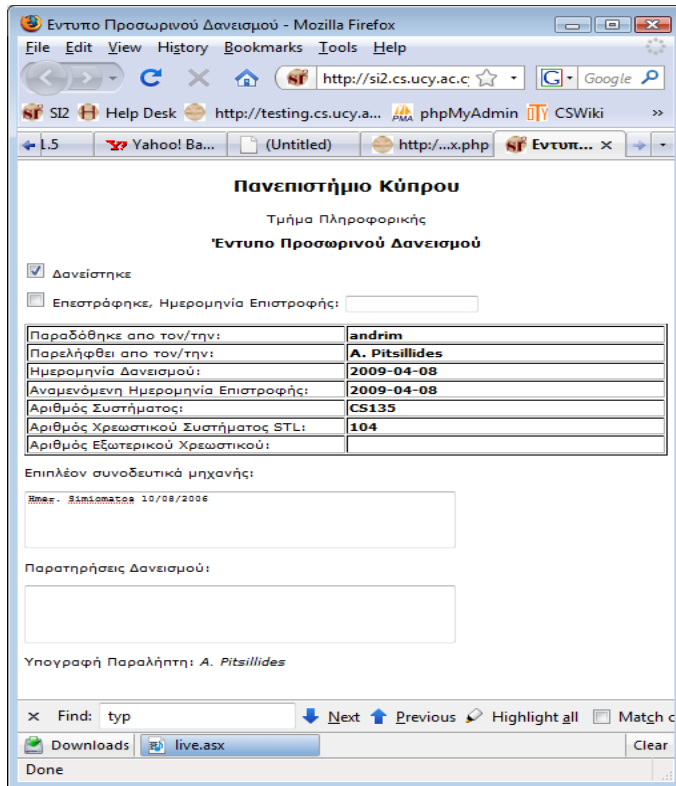 Εντυπο Προσωρινού Δανεισμού - Mozilla Firefox
File Edit View History Bookmarks Tools Help
http://si2.cs.ucy.ac.c Google
SI2 Help Desk http://testing.cs.ucy.a... phpMyAdmin CSWiki »
1.5 Yahoo! Ba... (Untitled) http:/...x.php Εντυπ...
Πανεπιστήμιο Κύπρου
Τμήμα Πληροφορικής
Έντυπο Προσωρινού Δανεισμού
Δανείστηκε
Επεστράφηκε, Ημερομηνία Επιστροφής:
Παραδόθηκε απο τον/την: andrim
Παρελήφθει απο τον/την: A. Pitsillides
Ημερομηνία Δανεισμού: 2009-04-08
Αναμενόμενη Ημερομηνία Επιστροφής: 2009-04-08
Αριθμός Συστήματος: CS135
Αριθμός Χρεωστικού Συστήματος STL: 104
Αριθμός Εξωτερικού Χρεωστικού:
Επιπλέον συνοδευτικά μηχανής:
Hmer. Simiomatos 10/08/2006
Παρατηρήσεις Δανεισμού:
Υπογραφή Παραλήπτη: A. Pitsillides
× Find: typ Next Previous Highlight all Match c
Downloads live.asx Clear
Done